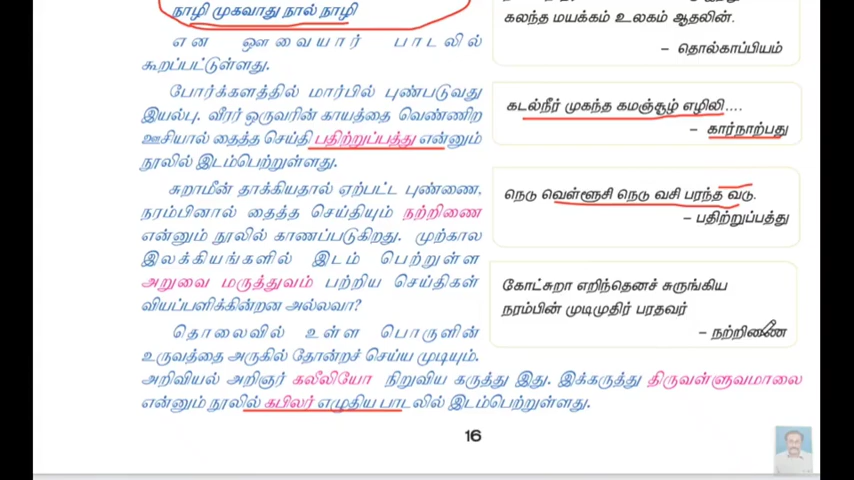 நாழி முகவாது நால் நாழி
என ஔவையார் பாடலில்
கூறப்பட்டுள்ளது.
போர்க்களத்தில் மார்பில் புண்படுவது
இயல்பு. வீரர் ஒருவரின் காயத்தை வெண்ணிற
ஊசியால் தைத்த செய்தி பதிற்றுப்பத்து என்னும்
நூலில் இடம்பெற்றுள்ளது.
சுறாமீன் தாக்கியதால் ஏற்பட்ட புண்ணை,
நரம்பினால் தைத்த செய்தியும் நற்றிணை
என்னும் நூலில் காணப்படுகிறது. முற்கால
இலக்கியங்களில் இடம் பெற்றுள்ள
அறுவை மருத்துவம் பற்றிய செய்திகள்
வியப்பளிக்கின்றன அல்லவா?
தொலைவில் உள்ள பொருளின்
உருவத்தை அருகில் தோன்றச் செய்ய முடியும்.
அறிவியல் அறிஞர் கலீலியோ நிறுவிய கருத்து இது. இக்கருத்து திருவள்ளுவமாலை
என்னும் நூலில் கபிலர் எழுதிய பாடலில் இடம்பெற்றுள்ளது.
கலந்த மயக்கம் உலகம் ஆதலின்.
– தொல்காப்பியம்
கடல்நீர் முகந்த கமஞ்சூழ் எழிலி....
– கார்நாற்பது
நெடு வெள்ளூசி நெடு வசி பரந்த வடு.
– பதிற்றுப்பத்து
கோட்சுறா எறிந்தெனச் சுருங்கிய
நரம்பின் முடிமுதிர் பரதவர்
– நற்றிணை
16